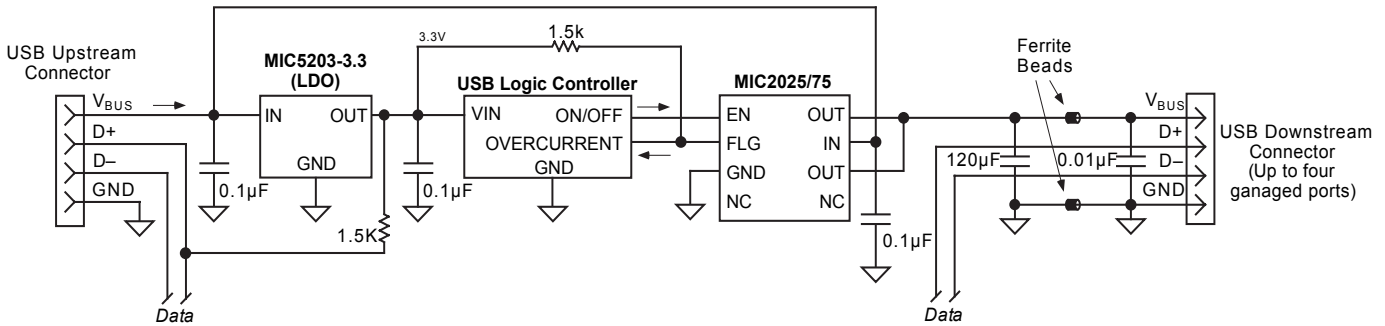 USB Upstream
Connector
VBUS
D+
D–
GND
0.1µF
MIC5203-3.3
(LDO)
IN
OUT
GND
1.5K
3.3V
0.1µF
1.5k
USB Logic Controller
VIN
ON/OFF
OVERCURRENT
GND
MIC2025/75
EN
OUT
FLG
IN
GND
OUT
NC
NC
0.1µF
Ferrite
Beads
120µF
0.01µF
VBUS
D+
D–
GND
USB Downstream
Connector
(Up to four
ganaged ports)
Data
Data